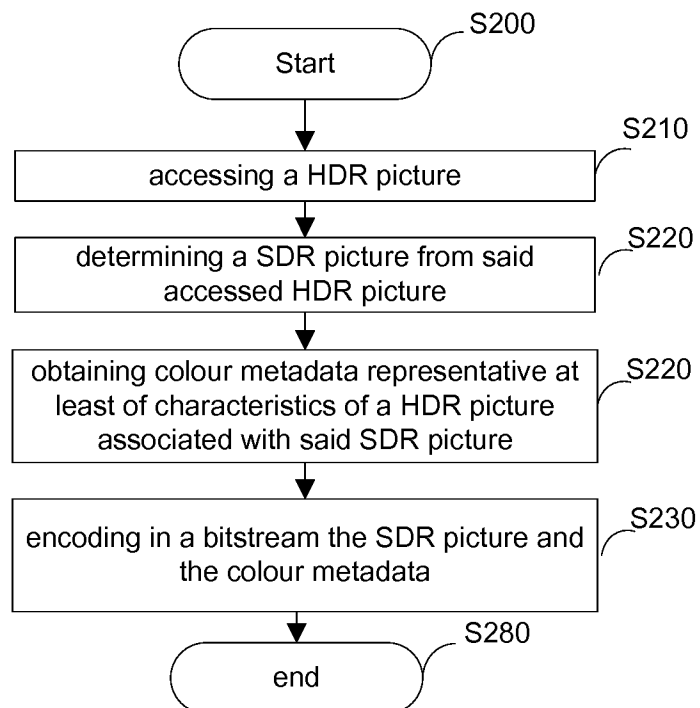 S200
Start
S210
accessing a HDR picture
S220
determining a SDR picture from said
accessed HDR picture
S220
obtaining colour metadata representative at
least of characteristics of a HDR picture
associated with said SDR picture
S230
encoding in a bitstream the SDR picture and
the colour metadata
S280
end